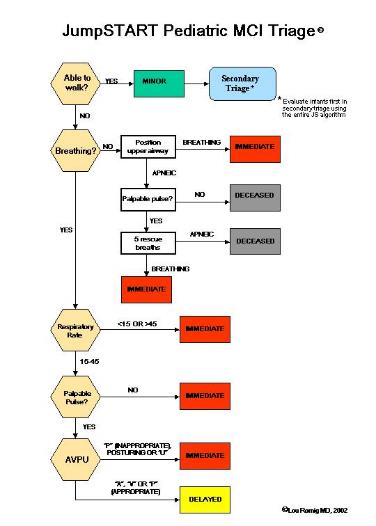 JumpSTART Pediatric MCI Triage©
Able to
walk?
YES
MINOR
Secondary
Triage*
* Evaluate infants first in
secondary triage using
the entire JS algorithm
NO
Breathing?
NO
Position
upper airway
BREATHING
IMMEDIATE
APNEIC
Palpable pulse?
NO
DECEASED
YES
YES
5 rescue
breaths
APNEIC
DECEASED
BREATHING
IMMEDIATE
Respiratory
Rate
<15 OR >45
IMMEDIATE
15-45
Palpable
Pulse?
NO
IMMEDIATE
YES
AVPU
"P" (INAPPROPRIATE),
POSTURING OR "U"
IMMEDIATE
"A", "V" OR "P"
(APPROPRIATE)
DELAYED
©Lou Romig MD, 2002